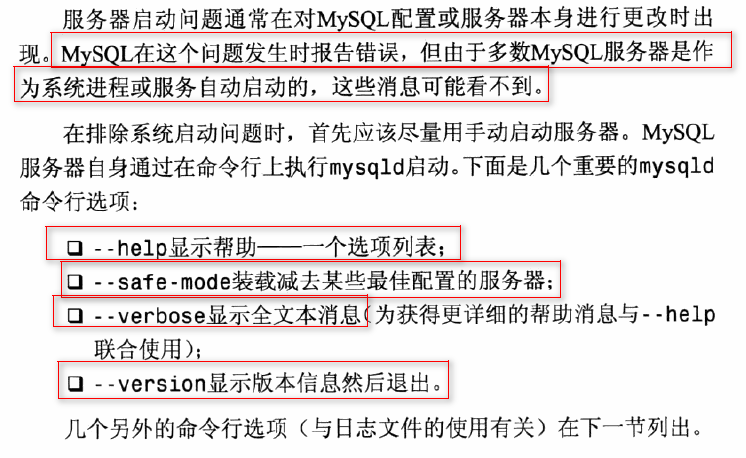 服务器启动问题通常在对MySQL配置或服务器本身进行更改时出
现。MySQL在这个问题发生时报告错误，但由于多数MySQL服务器是作
为系统进程或服务自动启动的，这些消息可能看不到。
在排除系统启动问题时，首先应该尽量用手动启动服务器。MySQL
服务器自身通过在命令行上执行mysqld启动。下面是几个重要的mysqld
命令行选项：
❑ --help显示帮助——一个选项列表；
❑ --safe-mode装载减去某些最佳配置的服务器；
❑ --verbose显示全文本消息（为获得更详细的帮助消息与--help
联合使用）；
❑ --version显示版本信息然后退出。
几个另外的命令行选项（与日志文件的使用有关）在下一节列出。